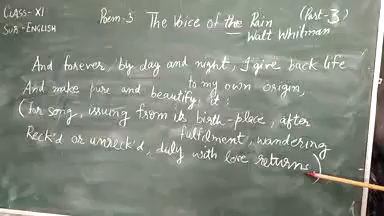 CLASS-XI
SUB-ENGLISH
Poem-3 The Voice of the Rain (Part-3)
Walt Whitman
And forever, by day and night, I give back life
to my own origin,
And make pure and beautify it:
(For song, issuing from its birth-place, after
fulfilment, wandering
Reck'd or unreck'd, duly with love returns)